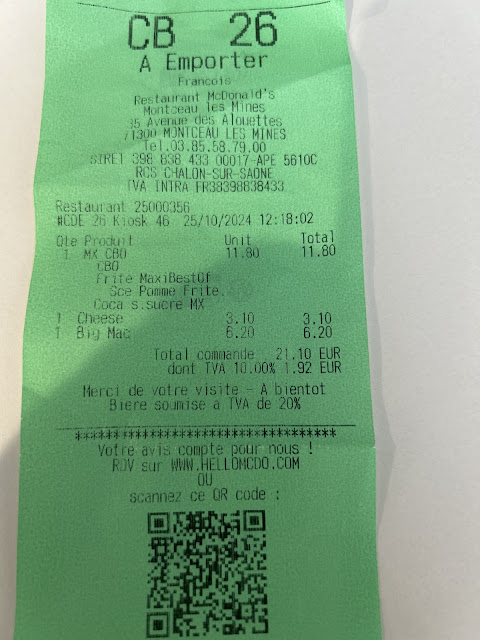 CB 26
A Emporter
Francois
Restaurant McDonald's
Montceau les Mines
35 Avenue des Alouettes
71300 MONTCEAU LES MINES
Tel.03.85.58.79.00
SIRET 398 838 433 00017-APE 5610C
RCS CHALON-SUR-SAONE
TVA INTRA FR38398838433
Restaurant 25000356
#CDE 26 Kiosk 46 25/10/2024 12:18:02
Qte Produit Unit Total
1 MX CBO 11.80 11.80
CBO
Frite MaxiBestOf
Sce Pomme Frite.
Coca s.sucre MX
1 Cheese 3.10 3.10
1 Big Mac 6.20 6.20
Total commande 21.10 EUR
dont TVA 10.00% 1.92 EUR
Merci de votre visite - A bientot
Biere soumise a TVA de 20%
************************************
Votre avis compte pour nous !
RDV sur WWW.HELLOMCDO.COM
OU
scannez ce QR code :